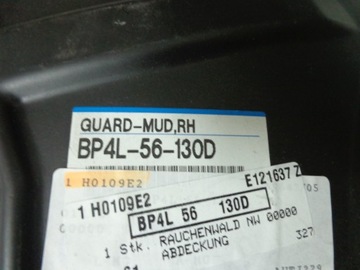 GUARD-MUD,RH
BP4L-56-130D
1 H0109E2
E121637 Z
1 H0109E2
BP4L 56 130D
1 Stk. RAUCHENWALD NW 00000
ABDECKUNG 327